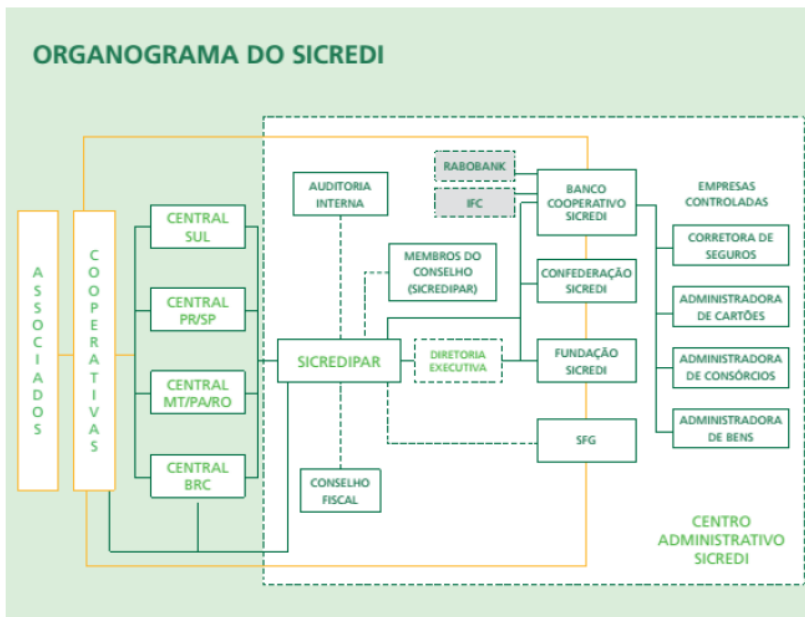 ORGANOGRAMA DO SICREDI
ASSOCIADOS
COOPERATIVAS
CENTRAL
SUL
CENTRAL
PR/SP
CENTRAL
MT/PA/RO
CENTRAL
BRC
AUDITORIA
INTERNA
MEMBROS DO
CONSELHO
(SICREDIPAR)
SICREDIPAR
DIRETORIA
EXECUTIVA
CONSELHO
FISCAL
RABOBANK
IFC
BANCO
COOPERATIVO
SICREDI
CONFEDERAÇÃO
SICREDI
FUNDAÇÃO
SICREDI
SFG
EMPRESAS
CONTROLADAS
CORRETORA DE
SEGUROS
ADMINISTRADORA
DE CARTÕES
ADMINISTRADORA
DE CONSÓRCIOS
ADMINISTRADORA
DE BENS
CENTRO
ADMINISTRATIVO
SICREDI